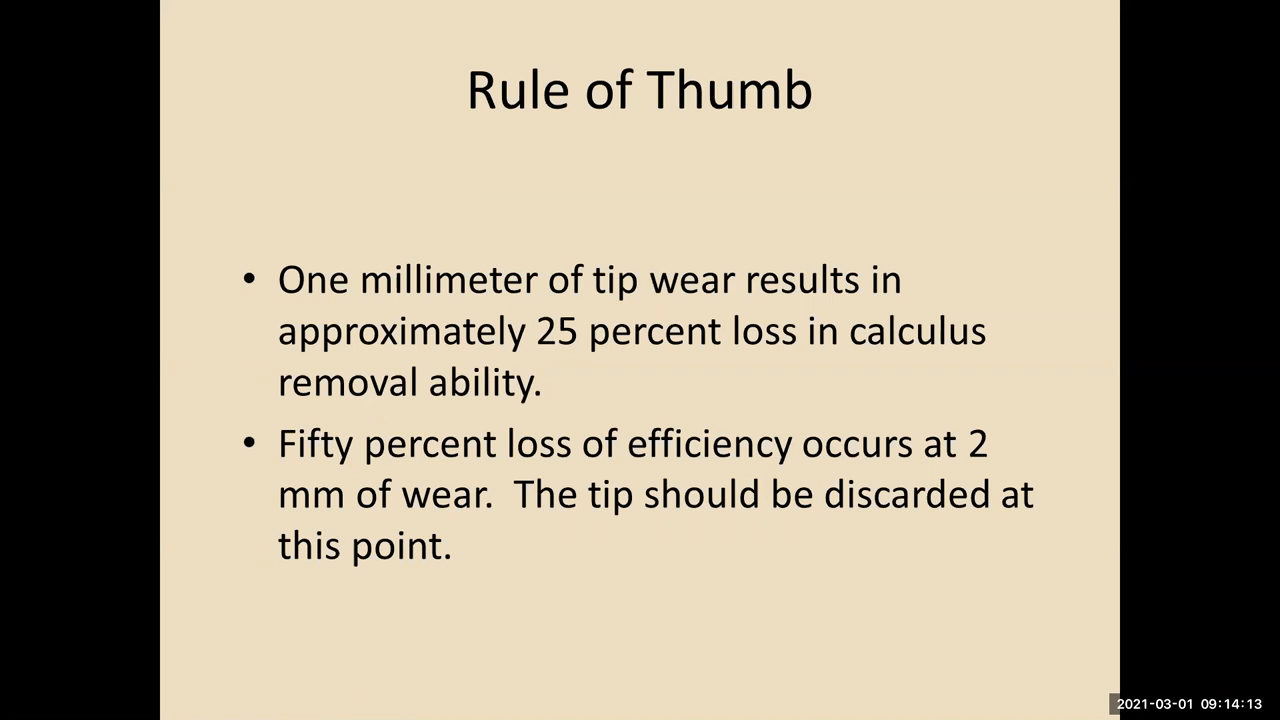 Rule of Thumb
• One millimeter of tip wear results in
approximately 25 percent loss in calculus
removal ability.
• Fifty percent loss of efficiency occurs at 2
mm of wear.  The tip should be discarded at
this point.
2021-03-01 09:14:13